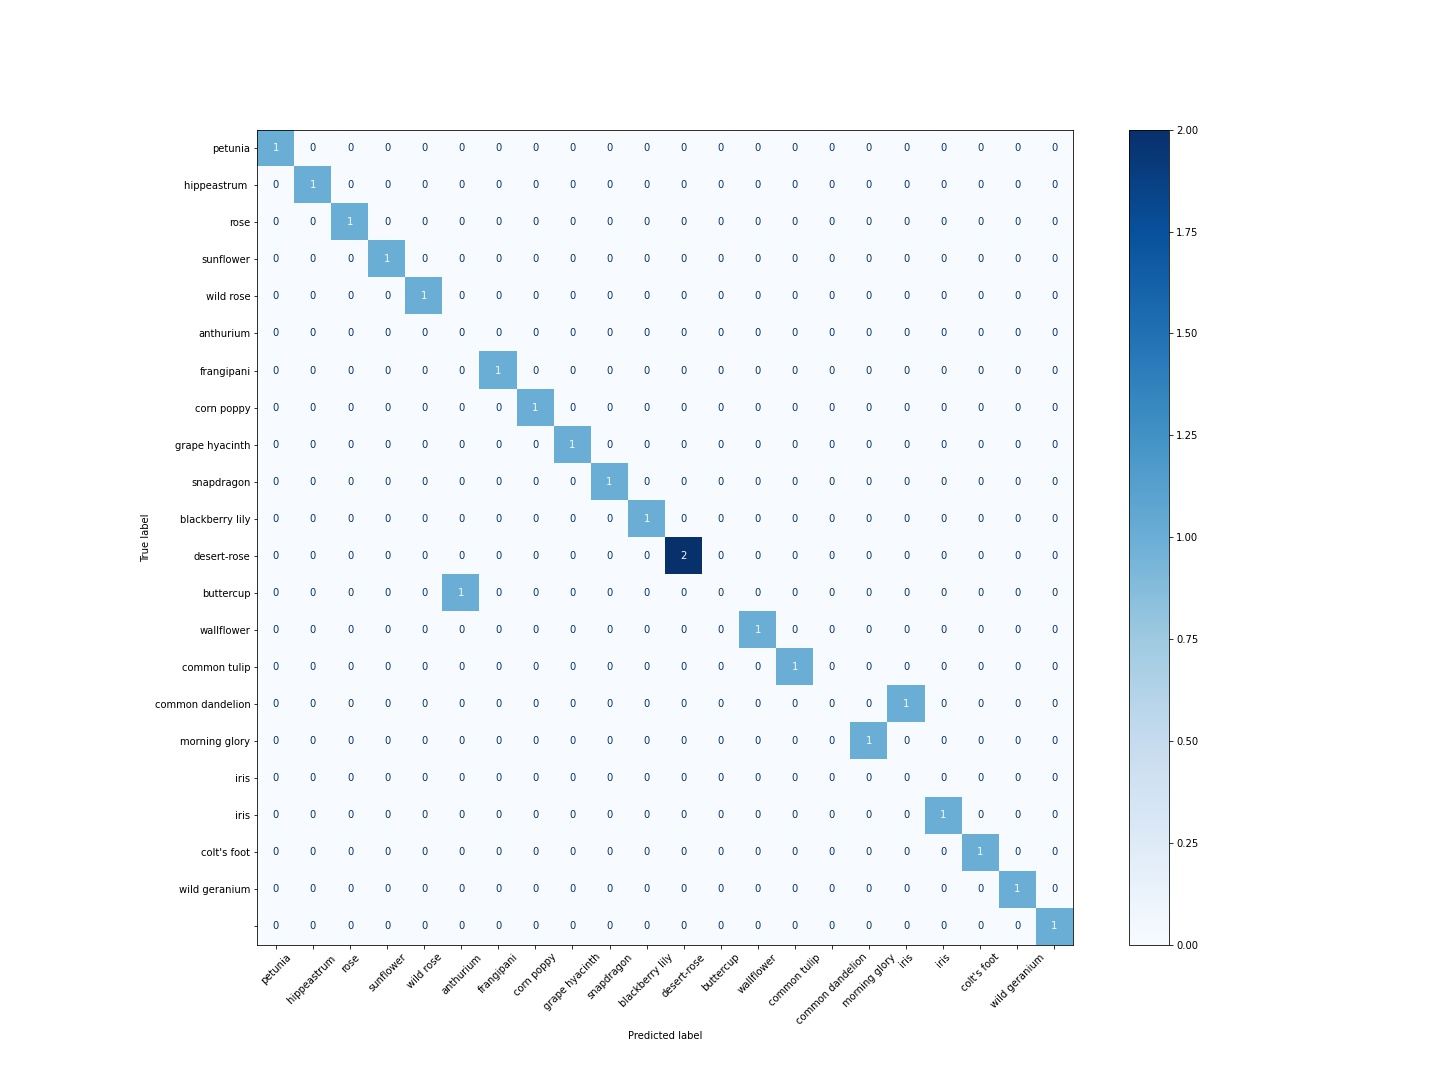 petunia 1 0 0 0 0 0 0 0 0 0 0 0 0 0 0 0 0 0 0 0 0 0
hippeastrum 0 1 0 0 0 0 0 0 0 0 0 0 0 0 0 0 0 0 0 0 0 0
rose 0 0 1 0 0 0 0 0 0 0 0 0 0 0 0 0 0 0 0 0 0 0
sunflower 0 0 0 1 0 0 0 0 0 0 0 0 0 0 0 0 0 0 0 0 0 0
wild rose 0 0 0 0 1 0 0 0 0 0 0 0 0 0 0 0 0 0 0 0 0 0
anthurium 0 0 0 0 0 0 0 0 0 0 0 0 0 0 0 0 0 0 0 0 0 0
frangipani 0 0 0 0 0 0 1 0 0 0 0 0 0 0 0 0 0 0 0 0 0 0
corn poppy 0 0 0 0 0 0 0 1 0 0 0 0 0 0 0 0 0 0 0 0 0 0
grape hyacinth 0 0 0 0 0 0 0 0 1 0 0 0 0 0 0 0 0 0 0 0 0 0
snapdragon 0 0 0 0 0 0 0 0 0 1 0 0 0 0 0 0 0 0 0 0 0 0
blackberry lily 0 0 0 0 0 0 0 0 0 0 1 0 0 0 0 0 0 0 0 0 0 0
desert-rose 0 0 0 0 0 0 0 0 0 0 0 2 0 0 0 0 0 0 0 0 0 0
buttercup 0 0 0 0 0 1 0 0 0 0 0 0 0 0 0 0 0 0 0 0 0 0
wallflower 0 0 0 0 0 0 0 0 0 0 0 0 0 1 0 0 0 0 0 0 0 0
common tulip 0 0 0 0 0 0 0 0 0 0 0 0 0 0 1 0 0 0 0 0 0 0
common dandelion 0 0 0 0 0 0 0 0 0 0 0 0 0 0 0 0 0 1 0 0 0 0
morning glory 0 0 0 0 0 0 0 0 0 0 0 0 0 0 0 0 1 0 0 0 0 0
iris 0 0 0 0 0 0 0 0 0 0 0 0 0 0 0 0 0 0 0 0 0 0
iris 0 0 0 0 0 0 0 0 0 0 0 0 0 0 0 0 0 0 1 0 0 0
colt's foot 0 0 0 0 0 0 0 0 0 0 0 0 0 0 0 0 0 0 0 1 0 0
wild geranium 0 0 0 0 0 0 0 0 0 0 0 0 0 0 0 0 0 0 0 0 1 0
0 0 0 0 0 0 0 0 0 0 0 0 0 0 0 0 0 0 0 0 0 1
True label
petunia
hippeastrum
rose
sunflower
wild rose
anthurium
frangipani
corn poppy
grape hyacinth
snapdragon
blackberry lily
desert-rose
buttercup
wallflower
common tulip
common dandelion
morning glory
iris
iris
colt's foot
wild geranium
Predicted label
2.00
1.75
1.50
1.25
1.00
0.75
0.50
0.25
0.00